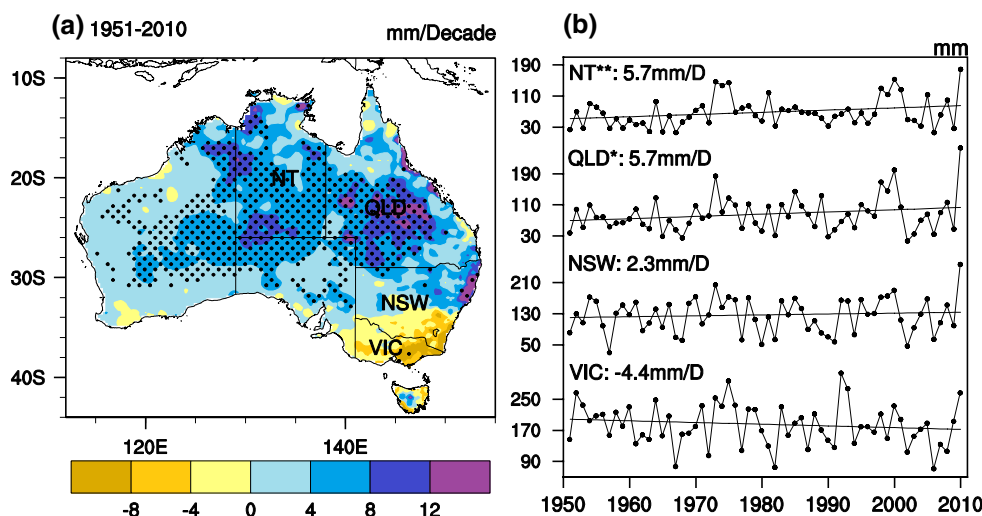 (a) 1951-2010 mm/Decade
10S
20S
30S
40S
NT
QLD
NSW
VIC
120E 140E
-8 -4 0 4 8 12
(b)
mm
190
NT**: 5.7mm/D
110
30
QLD*: 5.7mm/D
190
110
30
NSW: 2.3mm/D
210
130
50
VIC: -4.4mm/D
250
170
90
1950 1960 1970 1980 1990 2000 2010